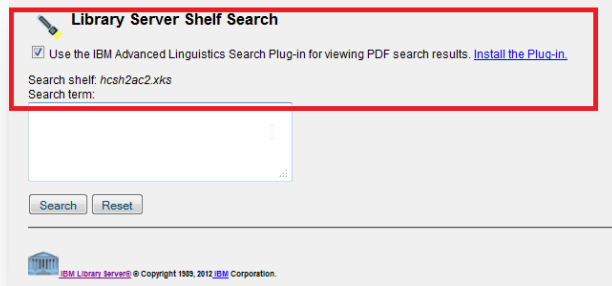 Library Server Shelf Search
Use the IBM Advanced Linguistics Search Plug-in for viewing PDF search results. Install the Plug-in.
Search shelf: hcsh2ac2.xks
Search term:
Search Reset
IBM Library Server® © Copyright 1989, 2012 IBM Corporation.